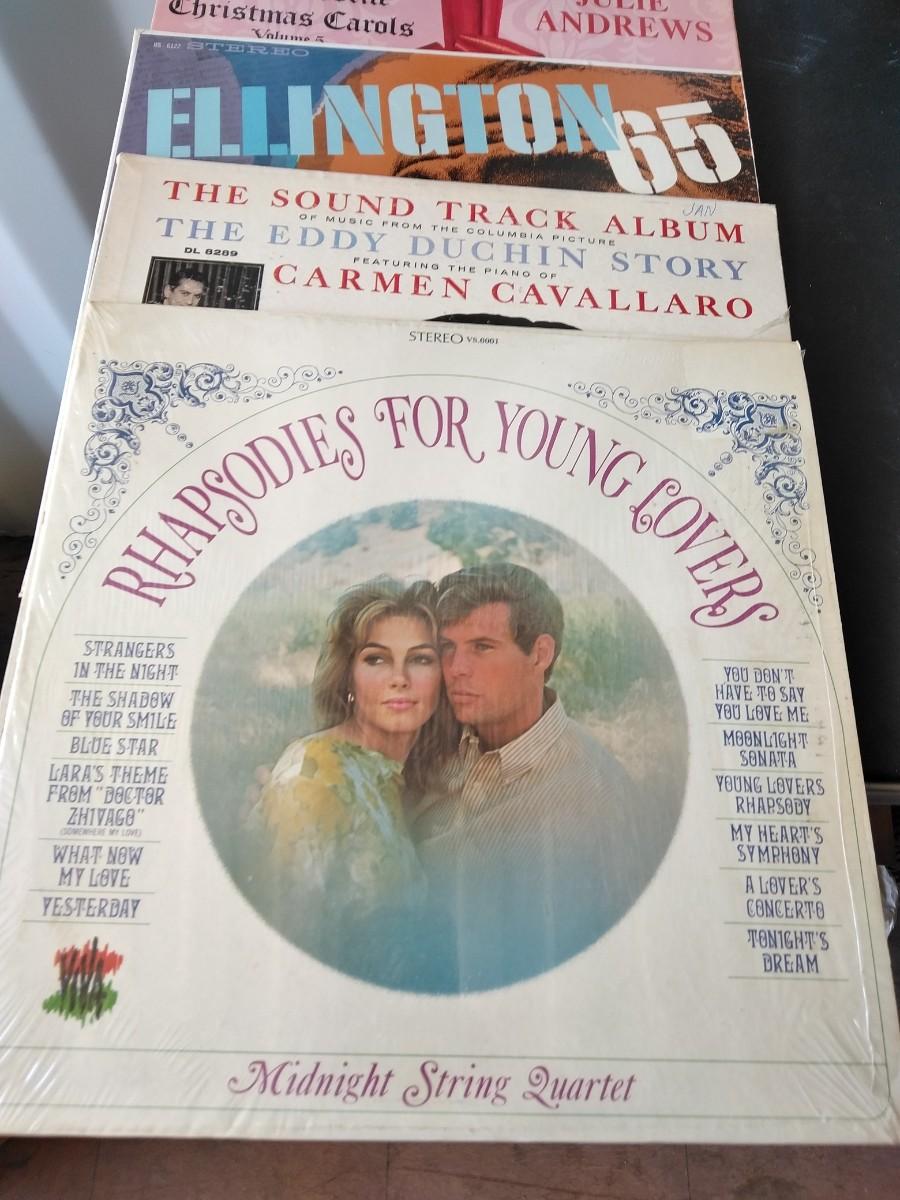 Christmas Carols
Volume 5
JULIE
ANDREWS
US 6122 STEREO
ELLINGTON
65
JAN
THE SOUND TRACK ALBUM
OF MUSIC FROM THE COLUMBIA PICTURE
THE EDDY DUCHIN STORY
DL 8289
FEATURING THE PIANO OF
CARMEN CAVALLARO
STEREO VS.6001
RHAPSODIES FOR YOUNG LOVERS
STRANGERS
IN THE NIGHT
THE SHADOW
OF YOUR SMILE
BLUE STAR
LARA'S THEME
FROM "DOCTOR
ZHIVAGO"
(SOMEWHERE MY LOVE)
WHAT NOW
MY LOVE
YESTERDAY
YOU DON'T
HAVE TO SAY
YOU LOVE ME
MOONLIGHT
SONATA
YOUNG LOVERS
RHAPSODY
MY HEART'S
SYMPHONY
A LOVER'S
CONCERTO
TONIGHT'S
DREAM
Midnight String Quartet